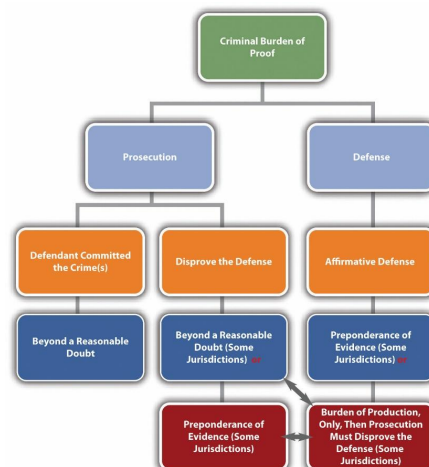 Criminal Burden of
Proof
Prosecution
Defense
Defendant Committed
the Crime(s)
Disprove the Defense
Affirmative Defense
Beyond a Reasonable
Doubt
Beyond a Reasonable
Doubt (Some
Jurisdictions) or
Preponderance of
Evidence (Some
Jurisdictions) or
Preponderance of
Evidence (Some
Jurisdictions)
Burden of Production,
Only, Then Prosecution
Must Disprove the
Defense (Some
Jurisdictions)